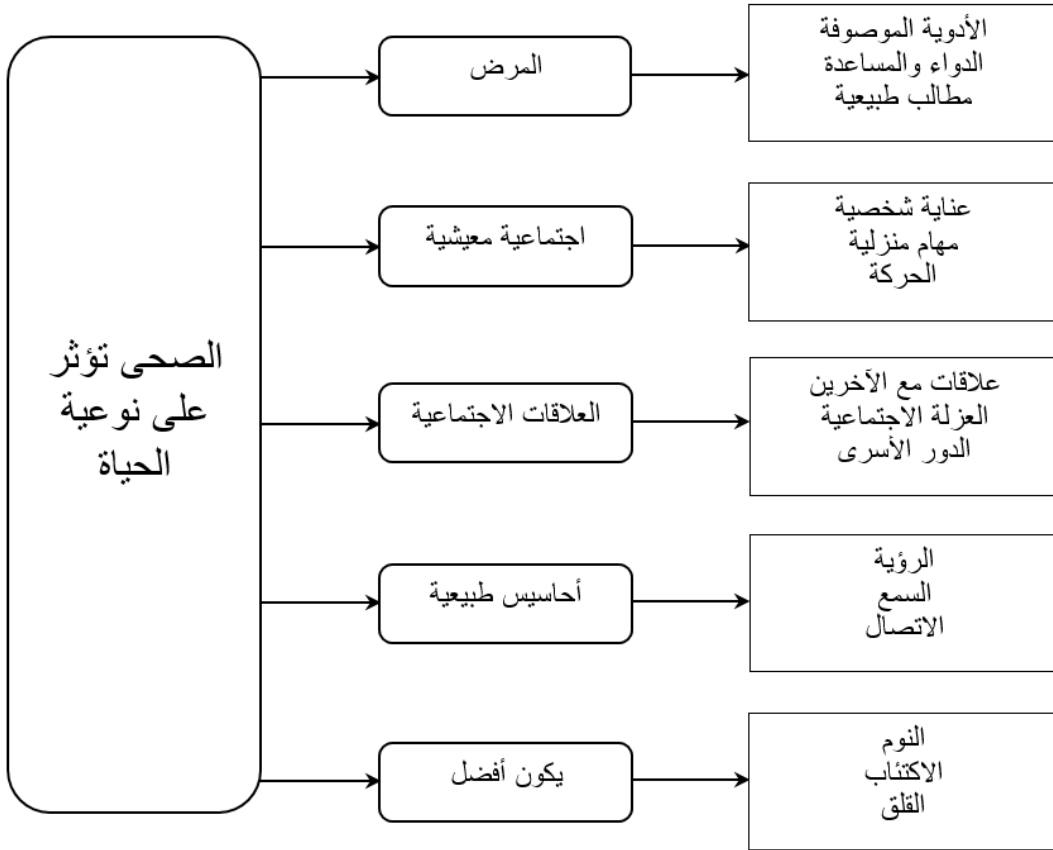 الصحى تؤثر
على نوعية
الحياة
المرض
الأدوية الموصوفة
الدواء والمساعدة
مطالب طبيعية
اجتماعية معيشية
عناية شخصية
مهام منزلية
الحركة
العلاقات الاجتماعية
علاقات مع الآخرين
العزلة الاجتماعية
الدور الأسرى
أحاسيس طبيعية
الرؤية
السمع
الاتصال
يكون أفضل
النوم
الاكتئاب
القلق